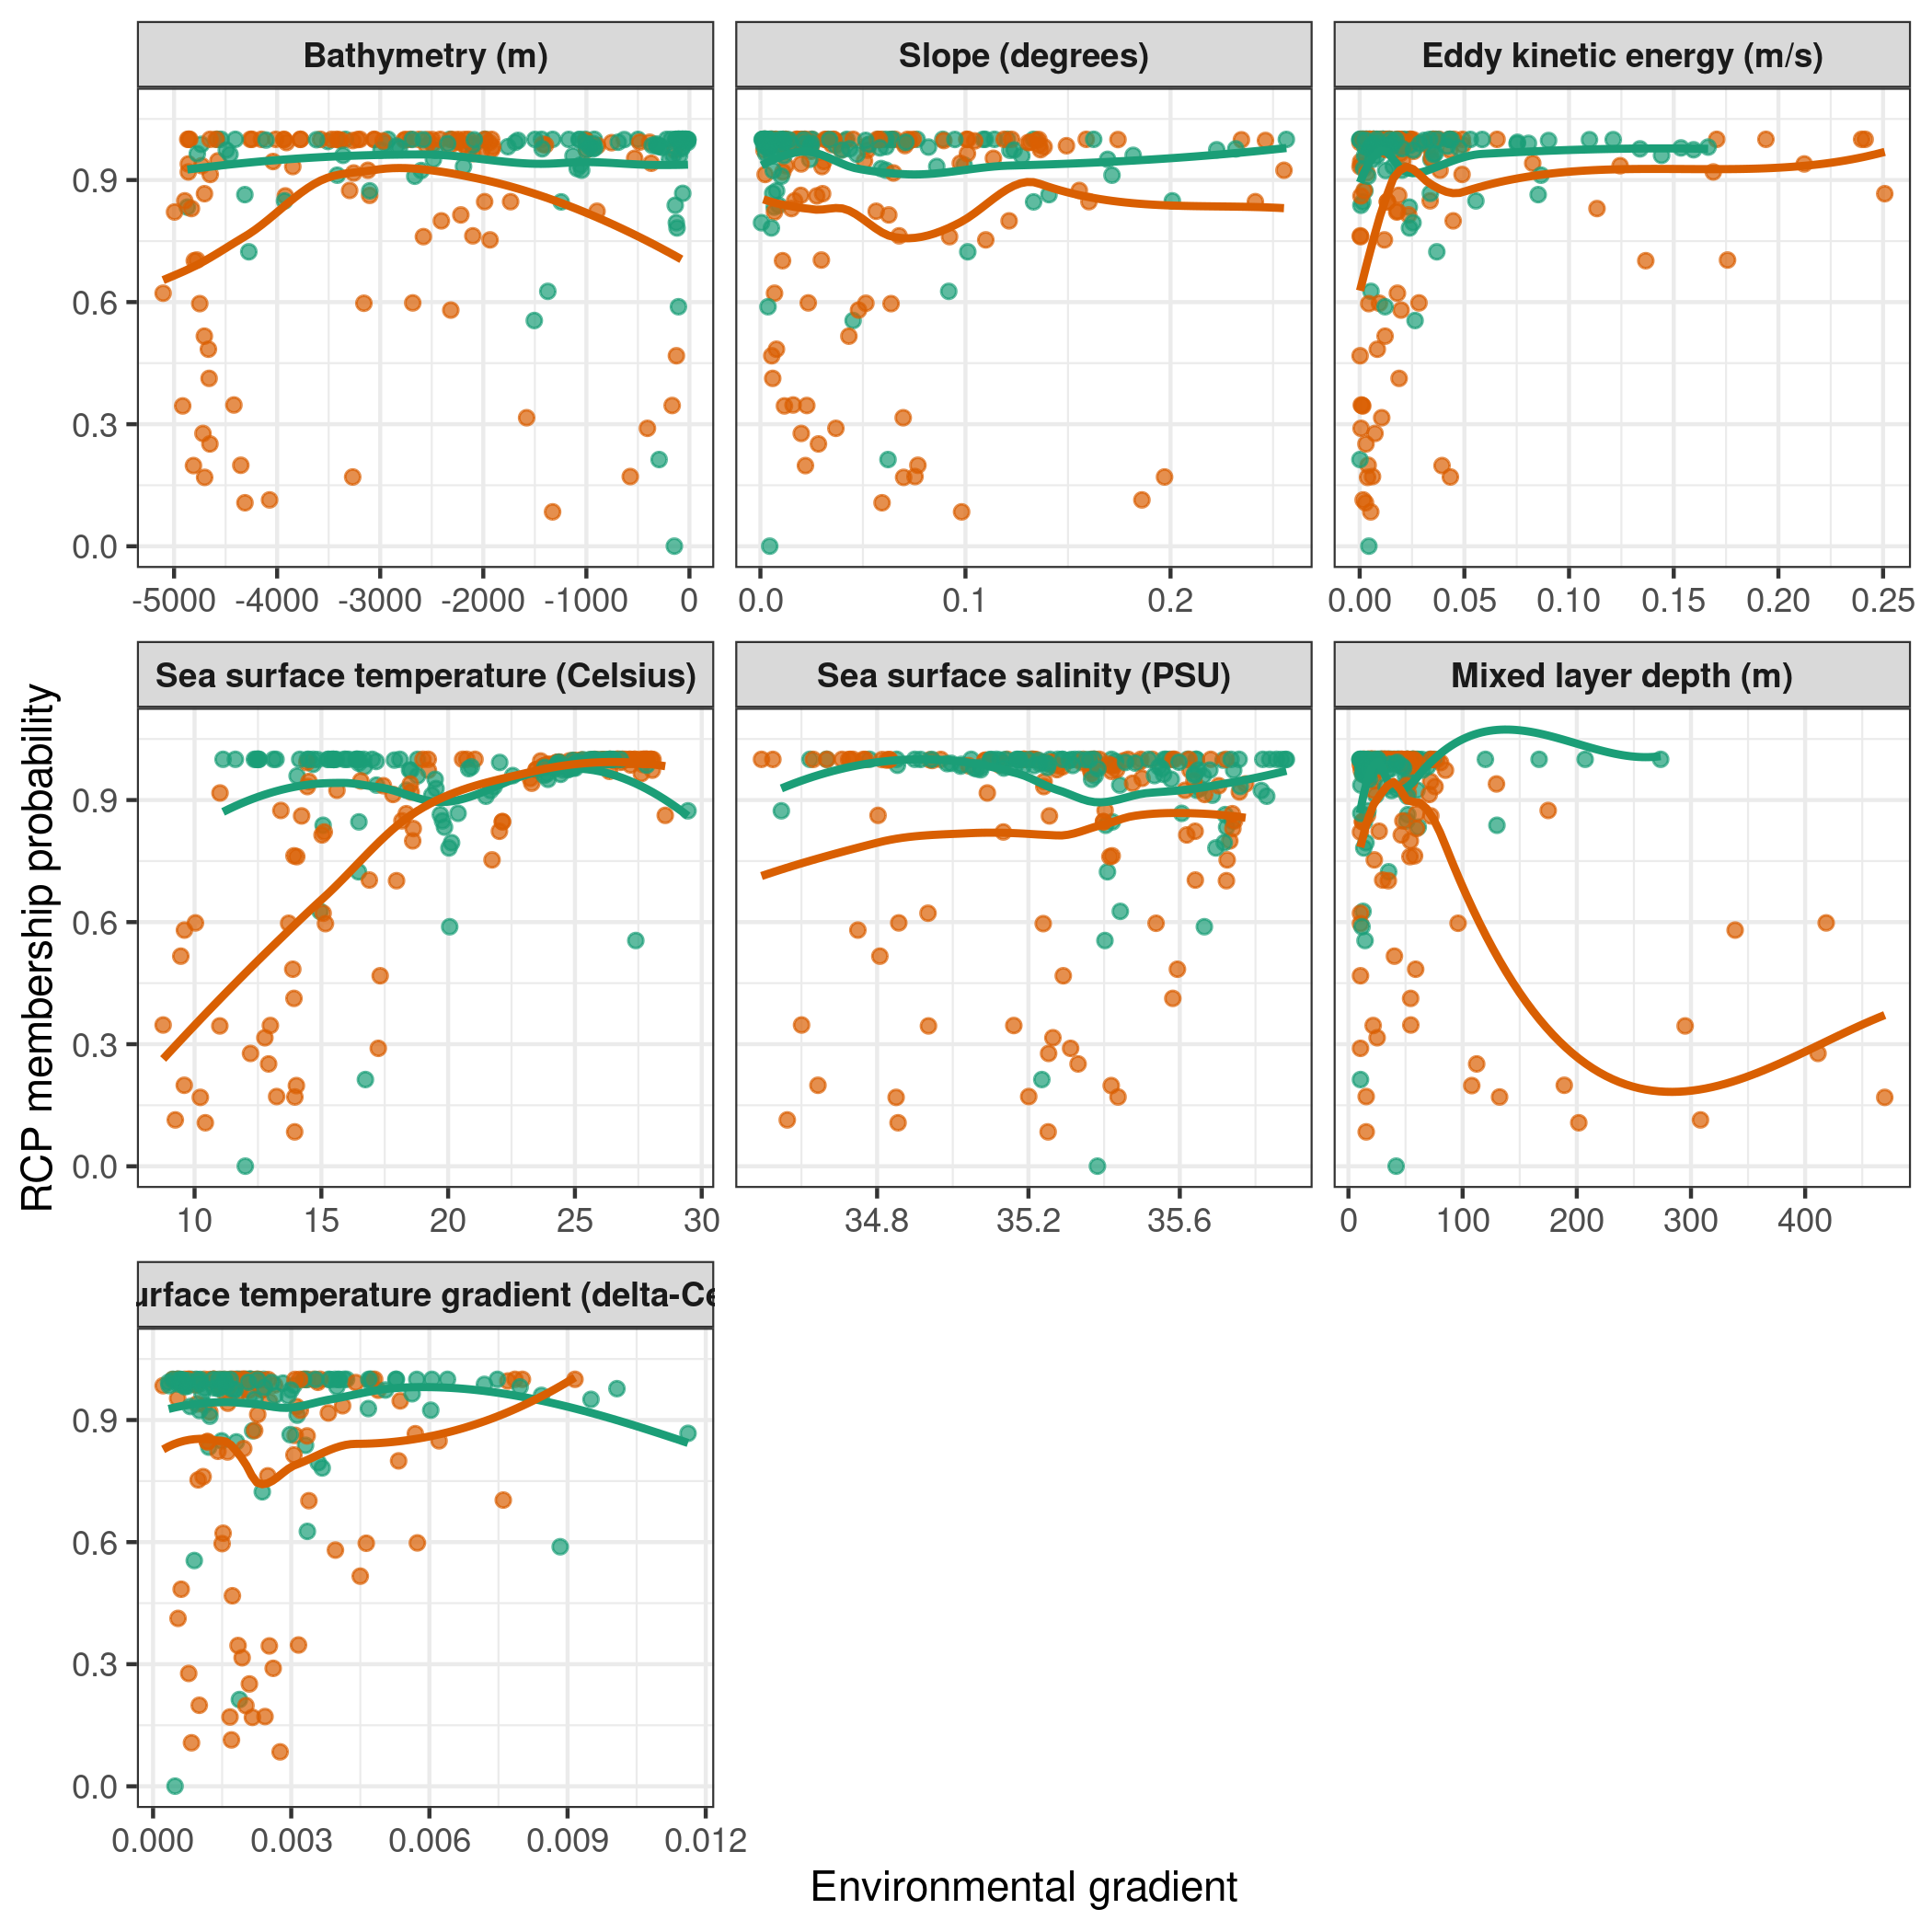 Bathymetry (m) Slope (degrees) Eddy kinetic energy (m/s)
0.9
0.6
0.3
0.0
-5000 -4000 -3000 -2000 -1000 0 0.0 0.1 0.2 0.00 0.05 0.10 0.15 0.20 0.25
Sea surface temperature (Celsius) Sea surface salinity (PSU) Mixed layer depth (m)
RCP membership probability
0.9
0.6
0.3
0.0
10 15 20 25 30 34.8 35.2 35.6 0 100 200 300 400
urface temperature gradient (delta-Ce
0.9
0.6
0.3
0.0
0.000 0.003 0.006 0.009 0.012
Environmental gradient